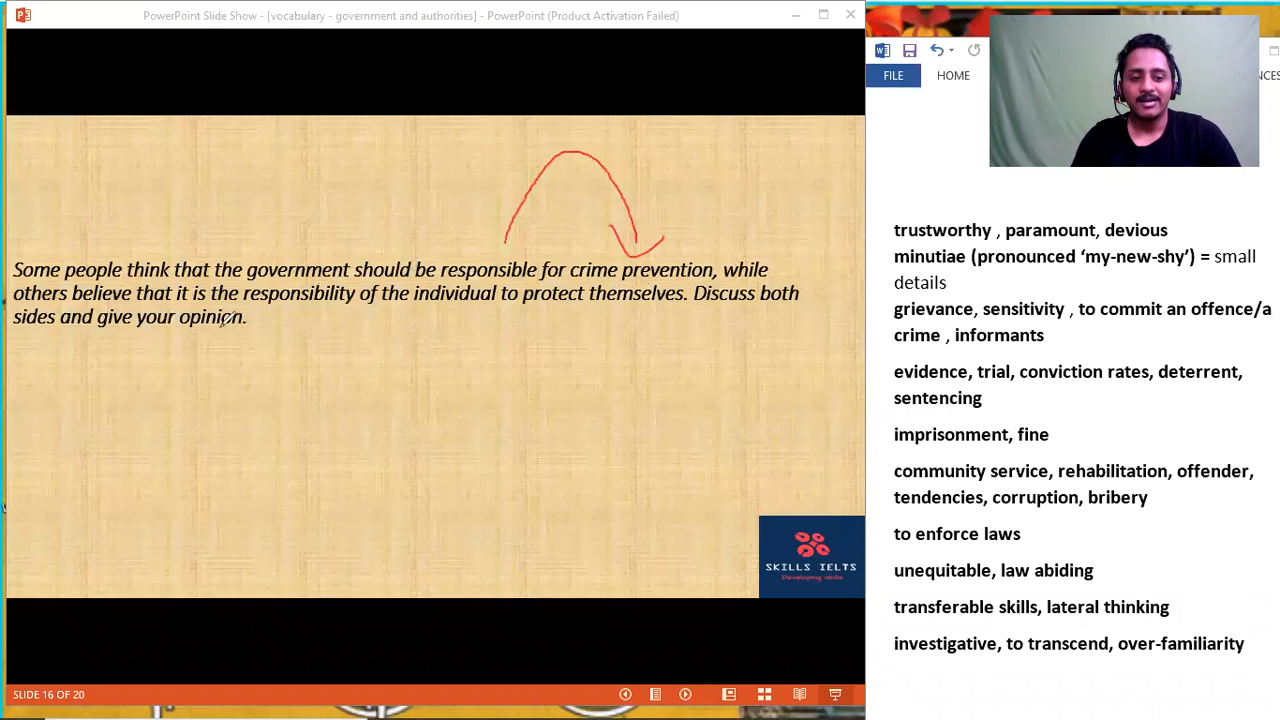 PowerPoint Slide Show - [vocabulary - government and authorities] - PowerPoint (Product Activation Failed)
FILE
HOME
NCES
Some people think that the government should be responsible for crime prevention, while
others believe that it is the responsibility of the individual to protect themselves. Discuss both
sides and give your opinion.
trustworthy , paramount, devious
minutiae (pronounced ‘my-new-shy’) = small
details
grievance, sensitivity , to commit an offence/a
crime , informants
evidence, trial, conviction rates, deterrent,
sentencing
imprisonment, fine
community service, rehabilitation, offender,
tendencies, corruption, bribery
to enforce laws
unequitable, law abiding
transferable skills, lateral thinking
investigative, to transcend, over-familiarity
SKILLS IELTS
Developing skills
SLIDE 16 OF 20